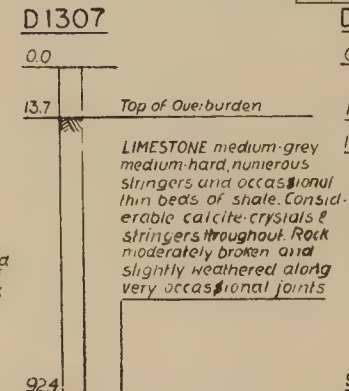 D1307
0.0
13.7 Top of Overburden
LIMESTONE medium-grey
medium-hard, numerous
stringers and occassional
thin beds of shale. Consid-
erable calcite-crystals &
stringers throughout. Rock
moderately broken and
slightly weathered along
very occassional joints
92.4